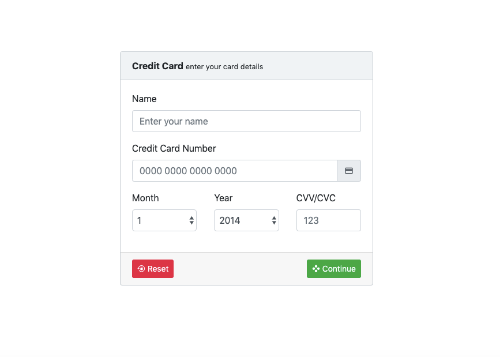 Credit Card enter your card details
Name
Enter your name
Credit Card Number
0000 0000 0000 0000
Month Year CVV/CVC
1 2014 123
Reset Continue